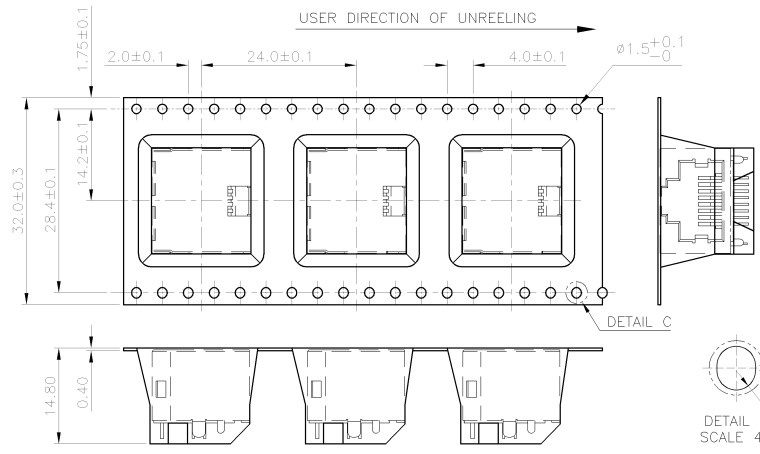 USER DIRECTION OF UNREELING
1.75±0.1
2.0±0.1
24.0±0.1
4.0±0.1
⌀1.5+0.1
-0
32.0±0.3
28.4±0.1
14.2±0.1
DETAIL C
14.80
0.40
DETAIL
SCALE 4